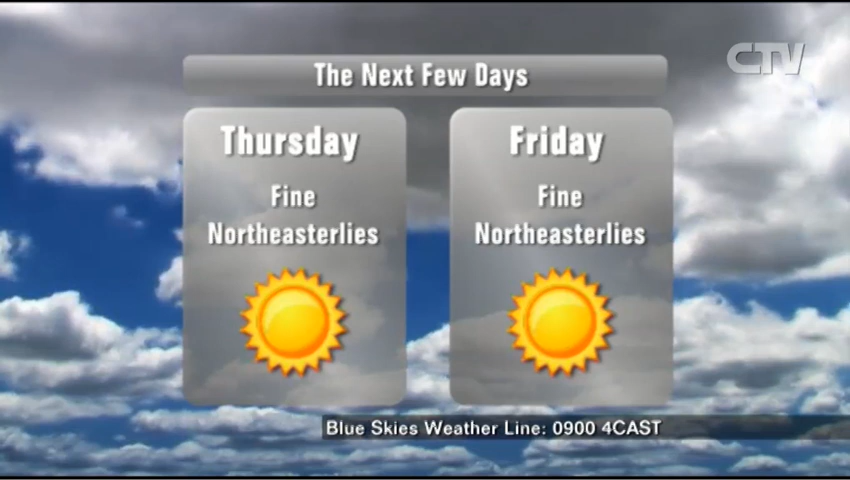 CTV
The Next Few Days
Thursday
Fine
Northeasterlies
Friday
Fine
Northeasterlies
Blue Skies Weather Line: 0900 4CAST